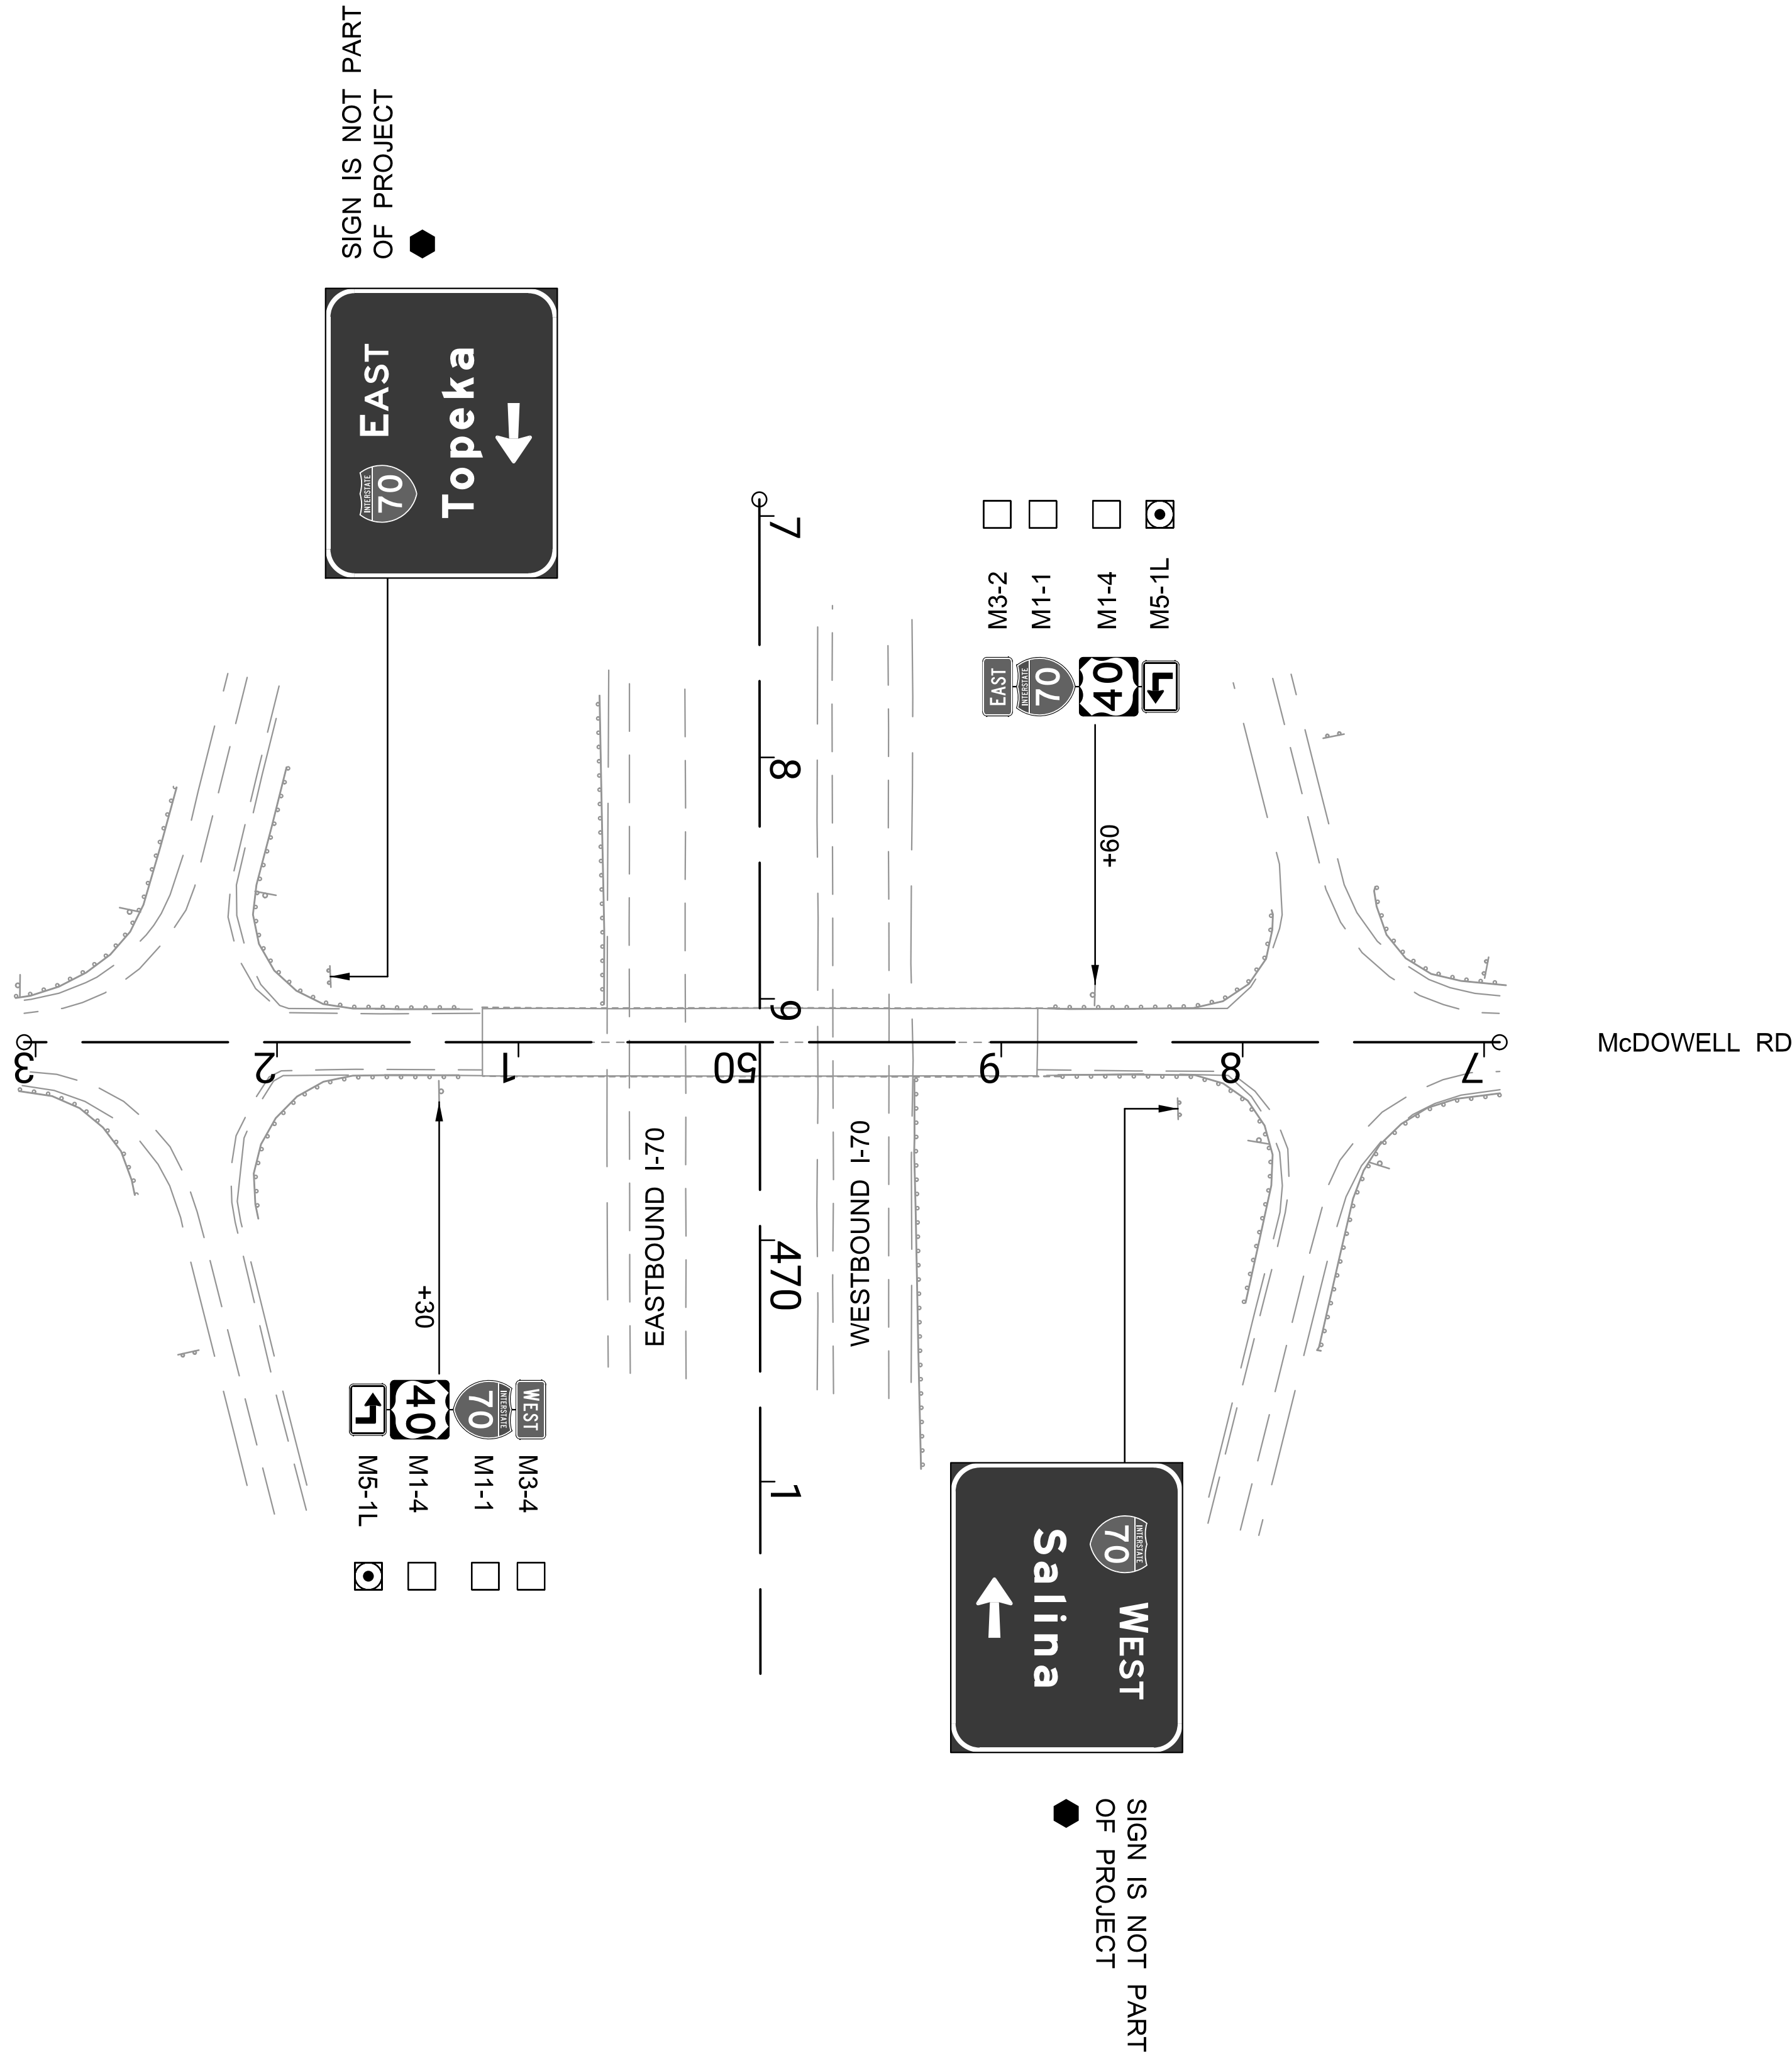 SIGN IS NOT PART
OF PROJECT
INTERSTATE
70
EAST
Topeka
7
8
9
470
1
M3-2
M1-1
M1-4
M5-1L
EAST
INTERSTATE
70
40
+60
3
2
1
50
9
8
7
McDOWELL RD
EASTBOUND I-70
WESTBOUND I-70
+30
40
70
INTERSTATE
WEST
M5-1L
M1-4
M1-1
M3-4
INTERSTATE
70
WEST
Salina
SIGN IS NOT PART
OF PROJECT